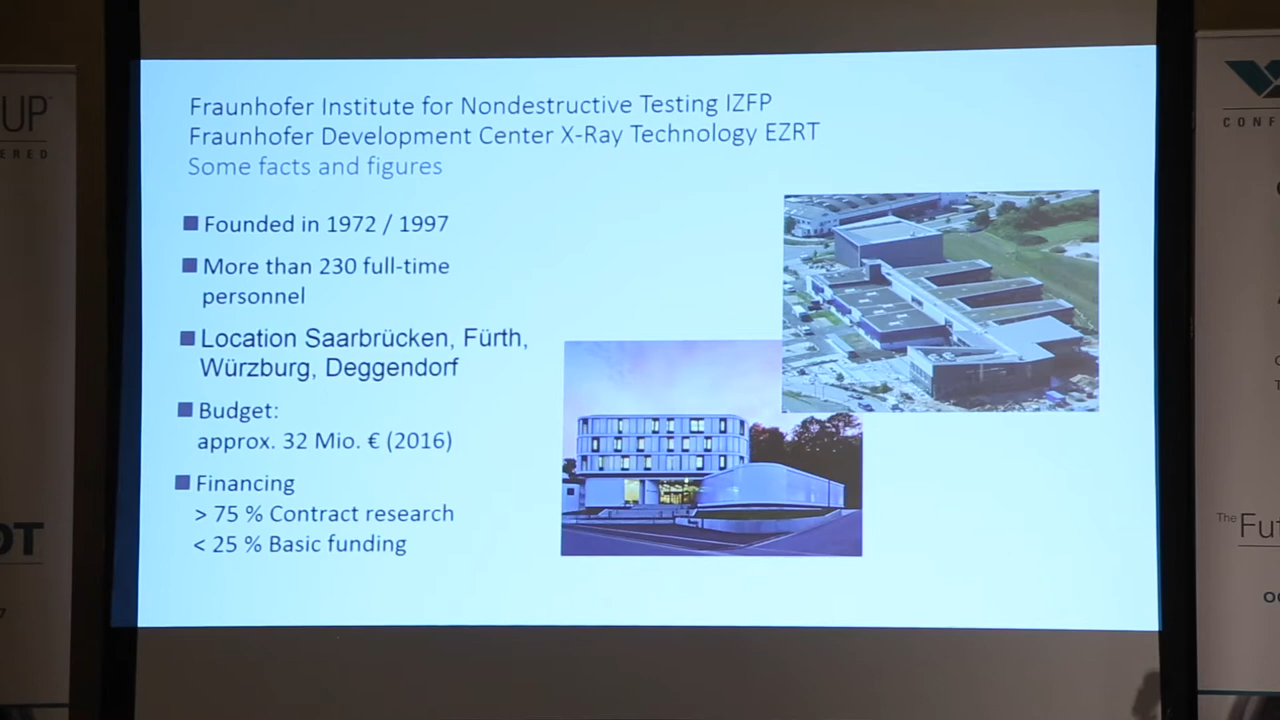 UP
ERED
OT
7
Fraunhofer Institute for Nondestructive Testing IZFP
Fraunhofer Development Center X-Ray Technology EZRT
Some facts and figures
Founded in 1972 / 1997
More than 230 full-time
personnel
Location Saarbrücken, Fürth,
Würzburg, Deggendorf
Budget:
approx. 32 Mio. € (2016)
Financing
> 75 % Contract research
< 25 % Basic funding
CONF
The Fu